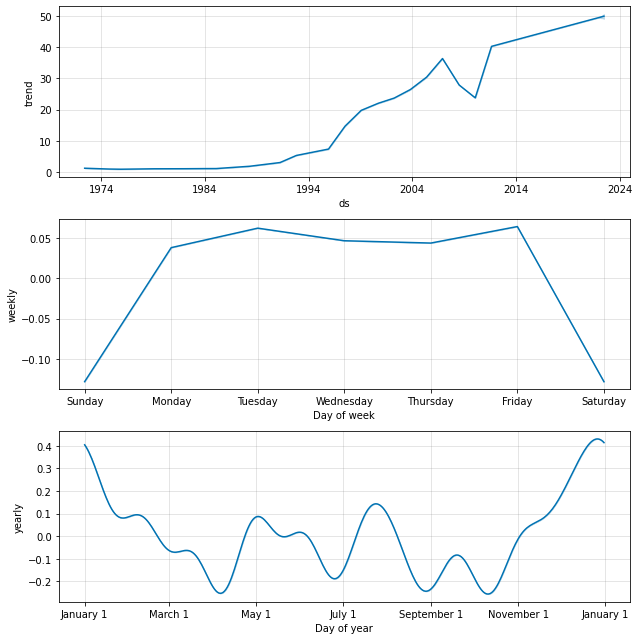 50
40
30
20
10
0
trend
1974 1984 1994 2004 2014 2024
ds
0.05
0.00
−0.05
−0.10
weekly
Sunday Monday Tuesday Wednesday Thursday Friday Saturday
Day of week
0.4
0.3
0.2
0.1
0.0
−0.1
−0.2
yearly
January 1 March 1 May 1 July 1 September 1 November 1 January 1
Day of year